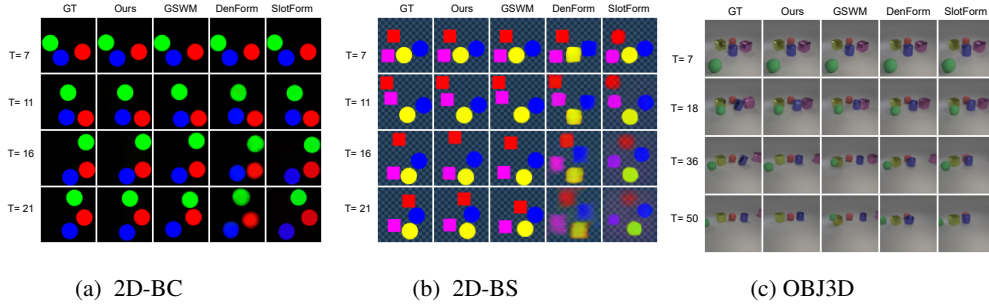 GT Ours GSWM DenForm SlotForm
T= 7
T= 11
T= 16
T= 21
(a) 2D-BC
GT Ours GSWM DenForm SlotForm
T= 7
T= 11
T= 16
T= 21
(b) 2D-BS
GT Ours GSWM DenForm SlotForm
T= 7
T= 18
T= 36
T= 50
(c) OBJ3D